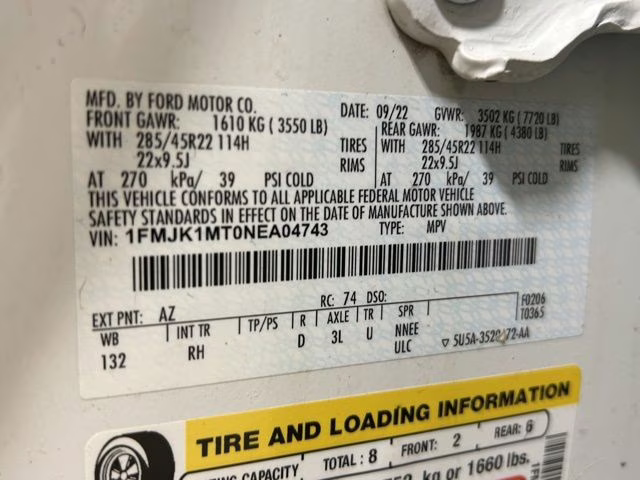 MFD. BY FORD MOTOR CO. DATE: 09/22 GVWR: 3502 KG (7720 LB)
FRONT GAWR: 1610 KG (3550 LB) REAR GAWR: 1987 KG (4380 LB)
WITH 285/45R22 114H TIRES WITH 285/45R22 114H TIRES
22x9.5J RIMS 22x9.5J RIMS
AT 270 kPa/ 39 PSI COLD AT 270 kPa/ 39 PSI COLD
THIS VEHICLE CONFORMS TO ALL APPLICABLE FEDERAL MOTOR VEHICLE
SAFETY STANDARDS IN EFFECT ON THE DATE OF MANUFACTURE SHOWN ABOVE.
VIN: 1FMJK1MT0NEA04743 TYPE: MPV
EXT PNT: AZ RC: 74 DSO: F0206
T0365
WB INT TR TP/PS R AXLE TR SPR
132 RH D 3L U NNEE
ULC
TIRE AND LOADING INFORMATION
CAPACITY TOTAL: 8 FRONT: 2 REAR: 6
kg or 1660 lbs.